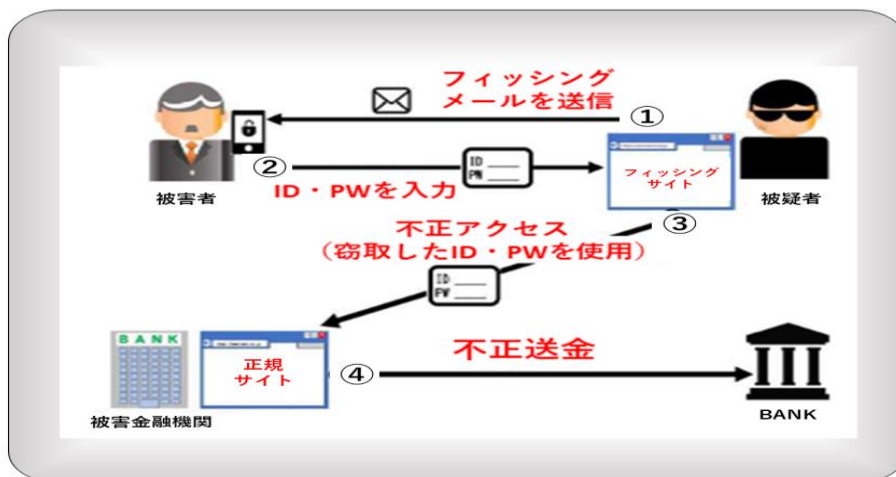 フィッシング
メールを送信
①
②
ID
PW
ID・PWを入力
フィッシング
サイト
被害者
被疑者
③
不正アクセス
（窃取したID・PWを使用）
ID
PW
BANK
正規
サイト
④
不正送金
被害金融機関
BANK